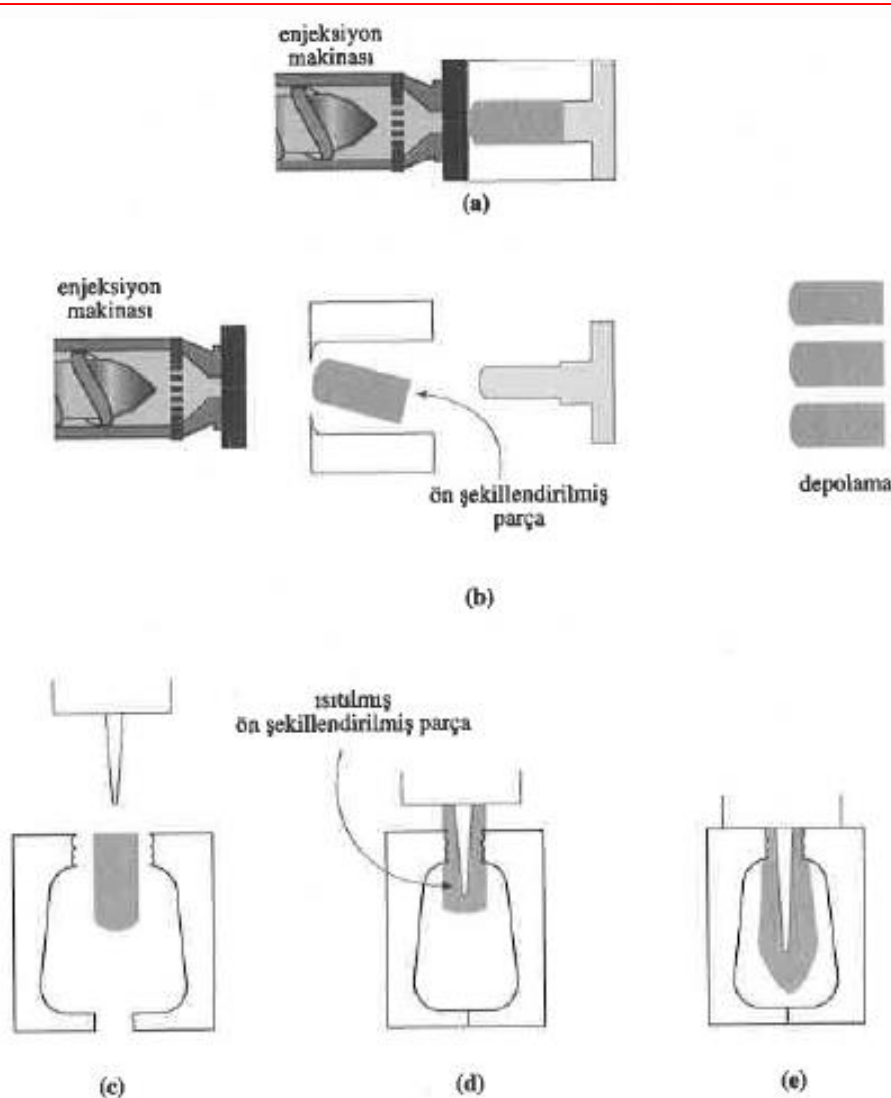 enjeksiyon
makinası
(a)
enjeksiyon
makinası
ön şekillendirilmiş
parça
depolama
(b)
ısıtılmış
ön şekillendirilmiş parça
(c)
(d)
(e)